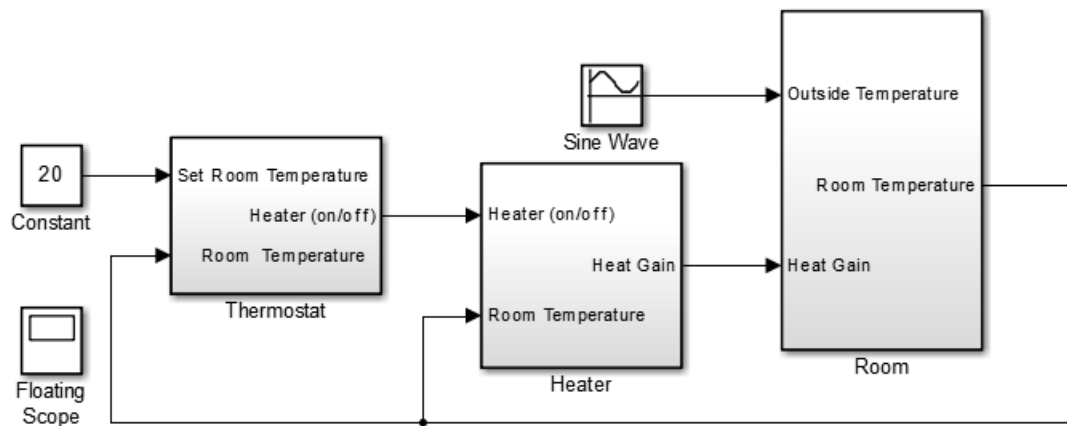 Outside Temperature
Sine Wave
20
Constant
Set Room Temperature
Heater (on/off)
Room Temperature
Thermostat
Heater (on/off)
Heat Gain
Room Temperature
Heater
Room Temperature
Heat Gain
Room
Floating
Scope